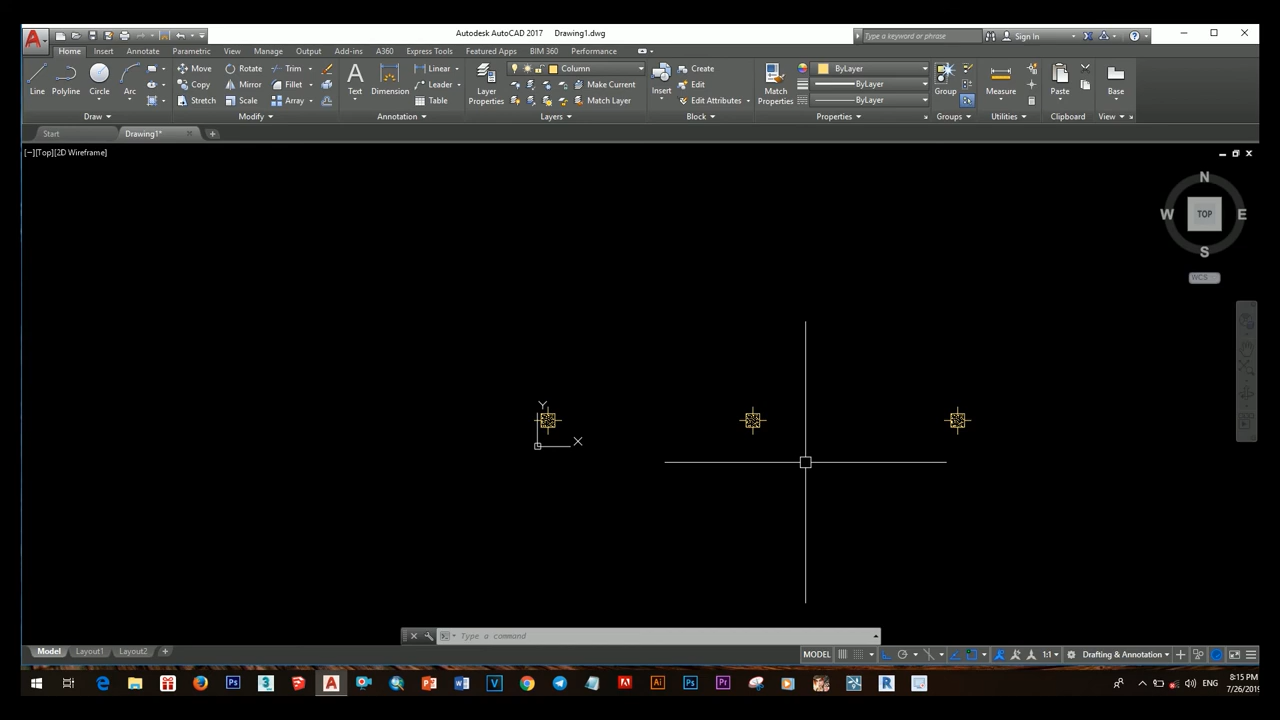 Autodesk AutoCAD 2017 Drawing1.dwg
Type a keyword or phrase
Sign In
Home Insert Annotate Parametric View Manage Output Add-ins A360 Express Tools Featured Apps BIM 360 Performance
Move Rotate Trim
Copy Mirror Fillet
Stretch Scale Array
Line Polyline Circle Arc
Text Dimension
Linear
Leader
Table
Layer
Properties
Column
Make Current
Match Layer
Insert
Create
Edit
Edit Attributes
Match
Properties
ByLayer
ByLayer
ByLayer
Group
Measure
Paste
Base
Draw Modify Annotation Layers Block Properties Groups Utilities Clipboard View
Start Drawing1*
[−][Top][2D Wireframe]
N
W TOP E
S
WCS
Y
X
Type a command
Model Layout1 Layout2
MODEL 1:1 Drafting & Annotation
ENG
8:15 PM
7/26/2019